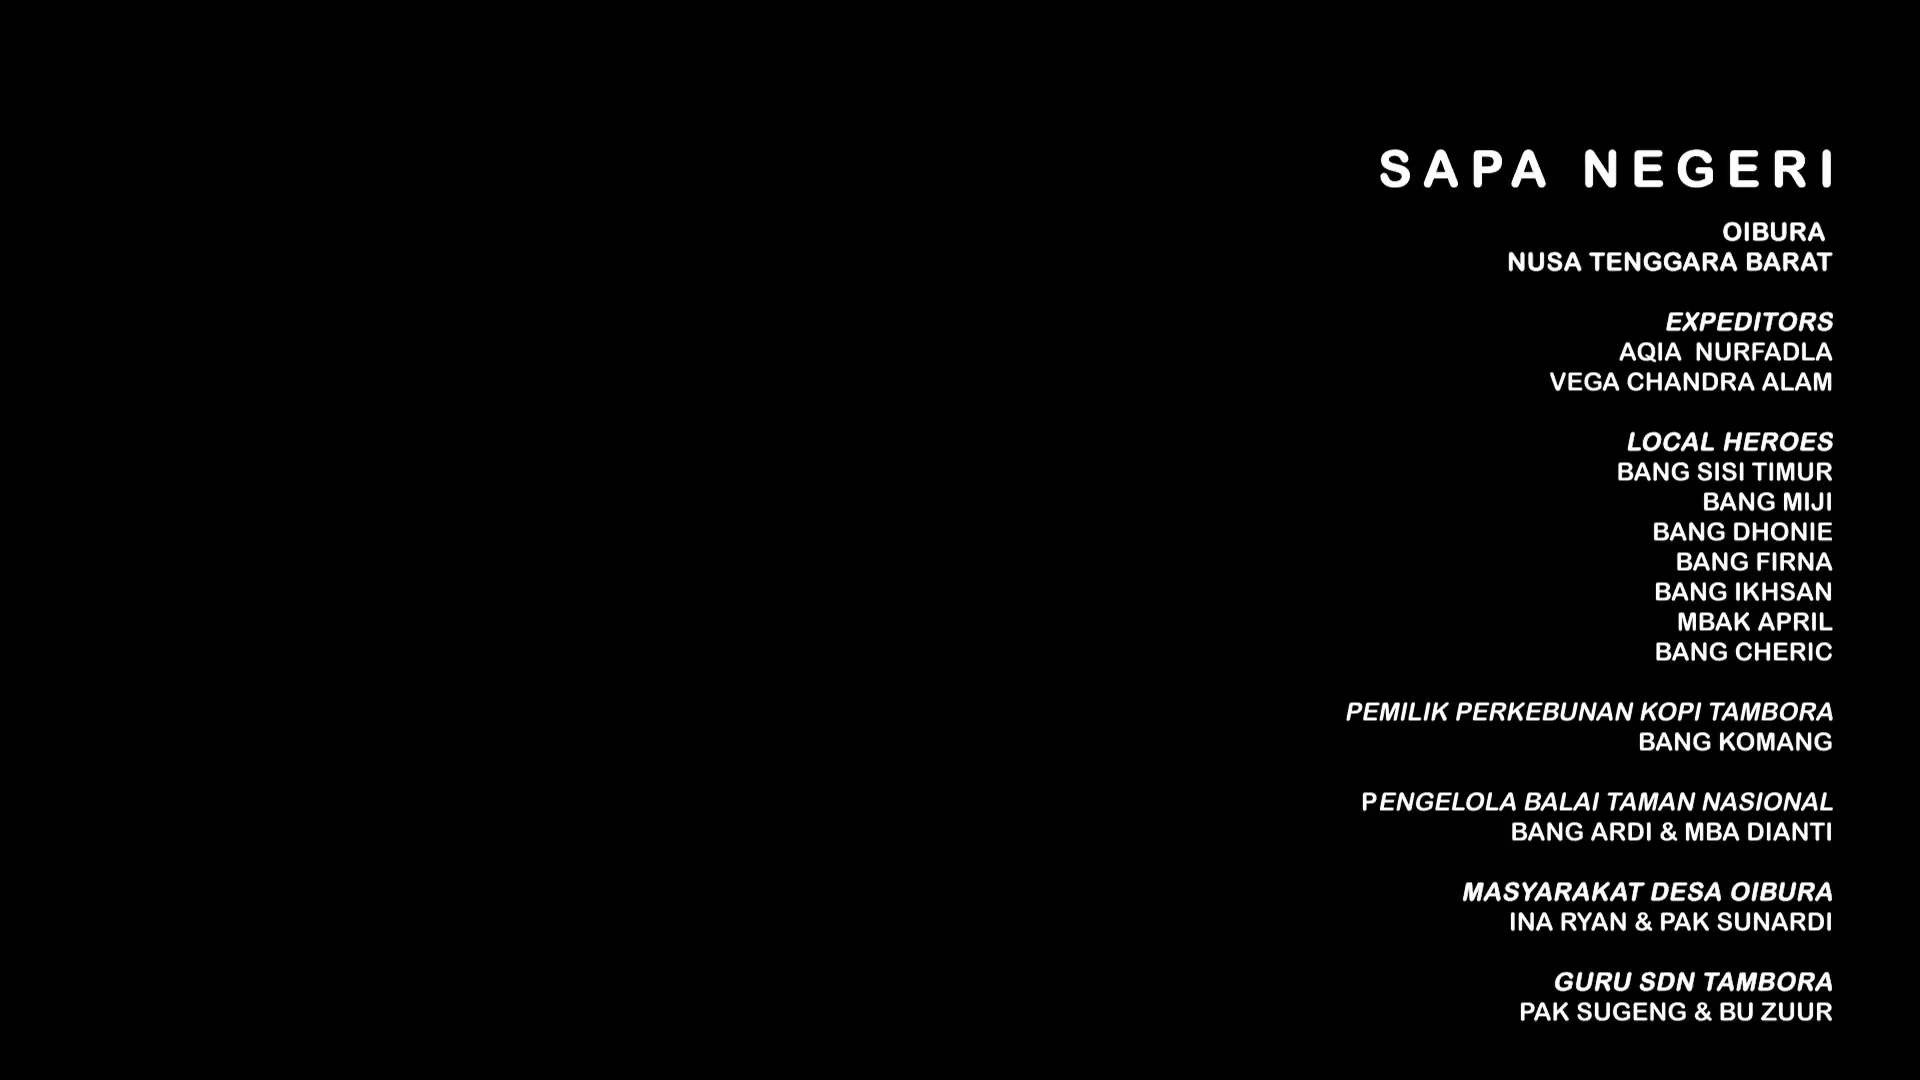 SAPA NEGERI
OIBURA
NUSA TENGGARA BARAT
EXPEDITORS
AQIA NURFADLA
VEGA CHANDRA ALAM
LOCAL HEROES
BANG SISI TIMUR
BANG MIJI
BANG DHONIE
BANG FIRNA
BANG IKHSAN
MBAK APRIL
BANG CHERIC
PEMILIK PERKEBUNAN KOPI TAMBORA
BANG KOMANG
PENGELOLA BALAI TAMAN NASIONAL
BANG ARDI & MBA DIANTI
MASYARAKAT DESA OIBURA
INA RYAN & PAK SUNARDI
GURU SDN TAMBORA
PAK SUGENG & BU ZUUR